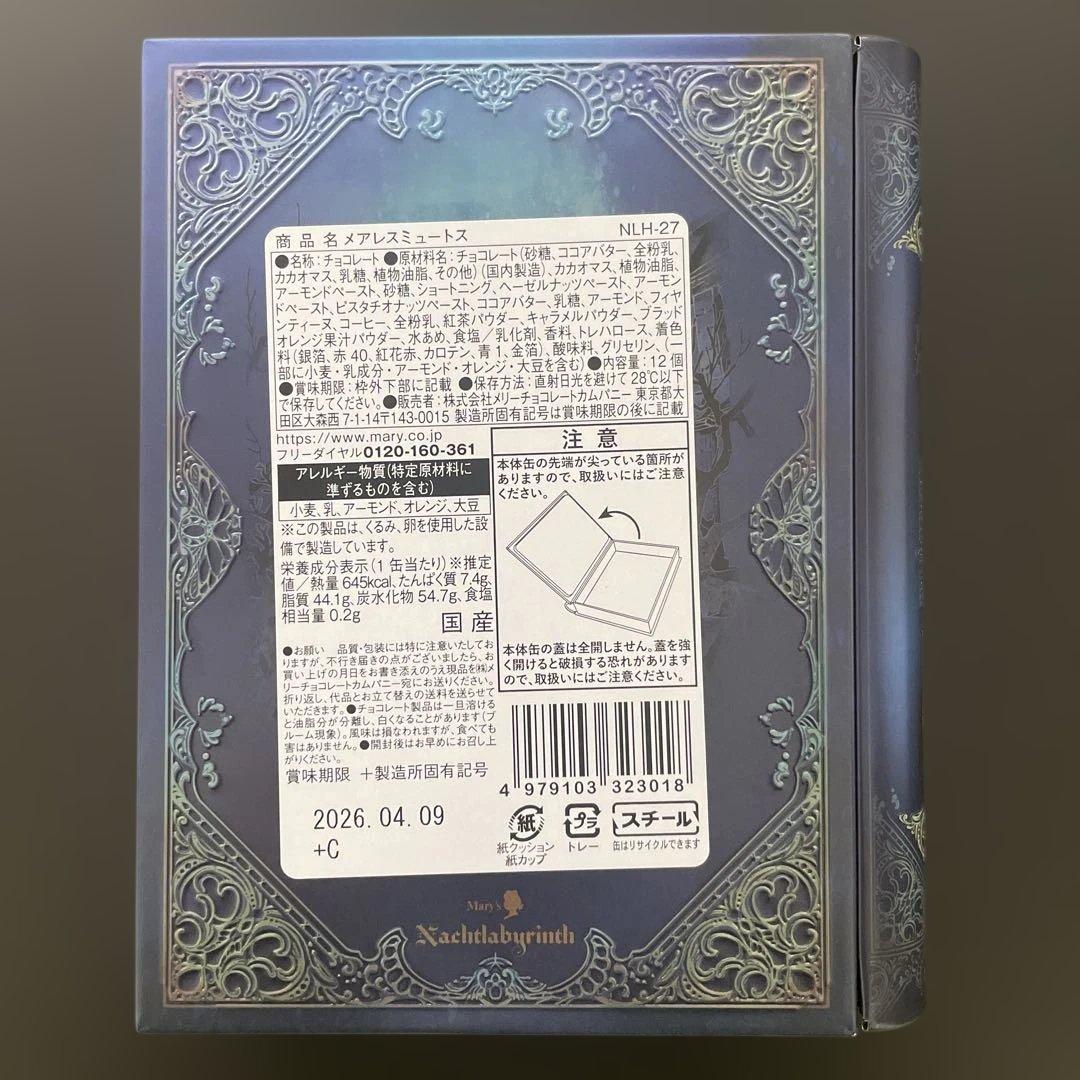 商品名 メアレスミュートス NLH-27
●名称：チョコレート ●原材料名：チョコレート（砂糖、ココアバター、全粉乳、
カカオマス、乳糖、植物油脂、その他）（国内製造）、カカオマス、植物油脂、
アーモンドペースト、砂糖、ショートニング、ヘーゼルナッツペースト、アーモン
ドペースト、ピスタチオナッツペースト、ココアバター、乳糖、アーモンド、フィヤ
ンティーヌ、コーヒー、全粉乳、紅茶パウダー、キャラメルパウダー、ブラッド
オレンジ果汁パウダー、水あめ、食塩／乳化剤、香料、トレハロース、着色
料（銀箔、赤40、紅花赤、カロテン、青1、金箔）、酸味料、グリセリン、（一
部に小麦・乳成分・アーモンド・オレンジ・大豆を含む）●内容量：12個
●賞味期限：枠外下部に記載 ●保存方法：直射日光を避けて28℃以下
で保存してください。●販売者：株式会社メリーチョコレートカムパニー 東京都大
田区大森西7-1-14〒143-0015 製造所固有記号は賞味期限の後に記載
https://www.mary.co.jp
フリーダイヤル0120-160-361
アレルギー物質（特定原材料に
準ずるものを含む）
小麦、乳、アーモンド、オレンジ、大豆
※この製品は、くるみ、卵を使用した設
備で製造しています。
栄養成分表示（1缶当たり）※推定
値／熱量 645kcal、たんぱく質 7.4g、
脂質 44.1g、炭水化物 54.7g、食塩
相当量 0.2g
国産
注意
本体缶の先端が尖っている箇所が
ありますので、取扱いにはご注意
ください。
本体缶の蓋は全開しません。蓋を強
く開けると破損する恐れがあります
ので、取扱いにはご注意ください。
●お願い 品質・包装には特に注意いたしてお
りますが、不行き届きの点がございましたら、お
買い上げの月日をお書き添えのうえ現品を㈱メ
リーチョコレートカムパニー宛にお送りください。
折り返し、代品とお立て替えの送料を送らせて
いただきます。●チョコレート製品は一旦溶ける
と油脂分が分離し、白くなることがあります（ブ
ルーム現象）。風味は損なわれますが、食べても
害はありません。●開封後はお早めにお召し上
がりください。
賞味期限 ＋製造所固有記号
2026.04.09
+C
4 979103 323018
紙
プラ
スチール
紙クッション
紙カップ
トレー
缶はリサイクルできます
Mary's
Nachtlabyrinth